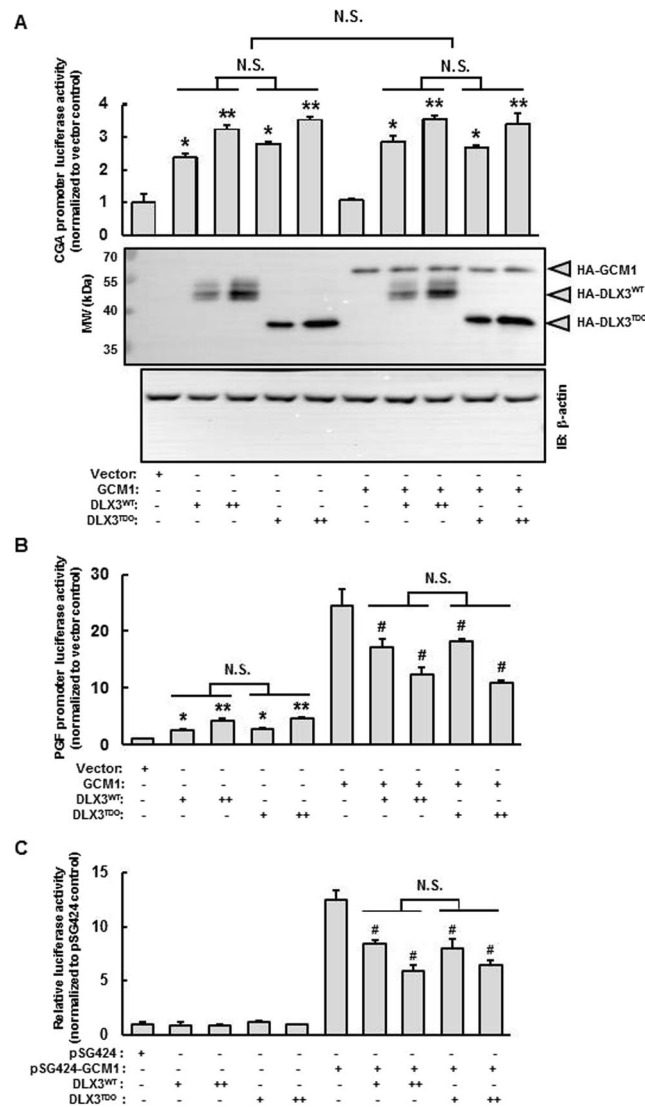 A
N.S.
N.S.
N.S.
CGA promoter luciferase activity
(normalized to vector control)
4
3
2
1
0
*
**
*
**
*
**
*
**
MW (kDa)
70
55
40
35
HA-GCM1
HA-DLX3WT
HA-DLX3TDO
IB: β-actin
Vector: + - - - - - - - - -
GCM1: - - - - - + + + + +
DLX3WT: - + ++ - - - + ++ - -
DLX3TDO: - - - + ++ - - - + ++
B
PGF promoter luciferase activity
(normalized to vector control)
30
20
10
0
N.S.
N.S.
*
**
*
**
#
#
#
#
Vector: + - - - - - - - - -
GCM1: - - - - - + + + + +
DLX3WT: - + ++ - - - + ++ - -
DLX3TDO: - - - + ++ - - - + ++
C
Relative luciferase activity
(normalized to pSG424 control)
15
10
5
0
N.S.
#
#
#
#
pSG424 : + - - - - - - - - -
pSG424-GCM1: - - - - - + + + + +
DLX3WT: - + ++ - - - + ++ - -
DLX3TDO: - - - + ++ - - - + ++